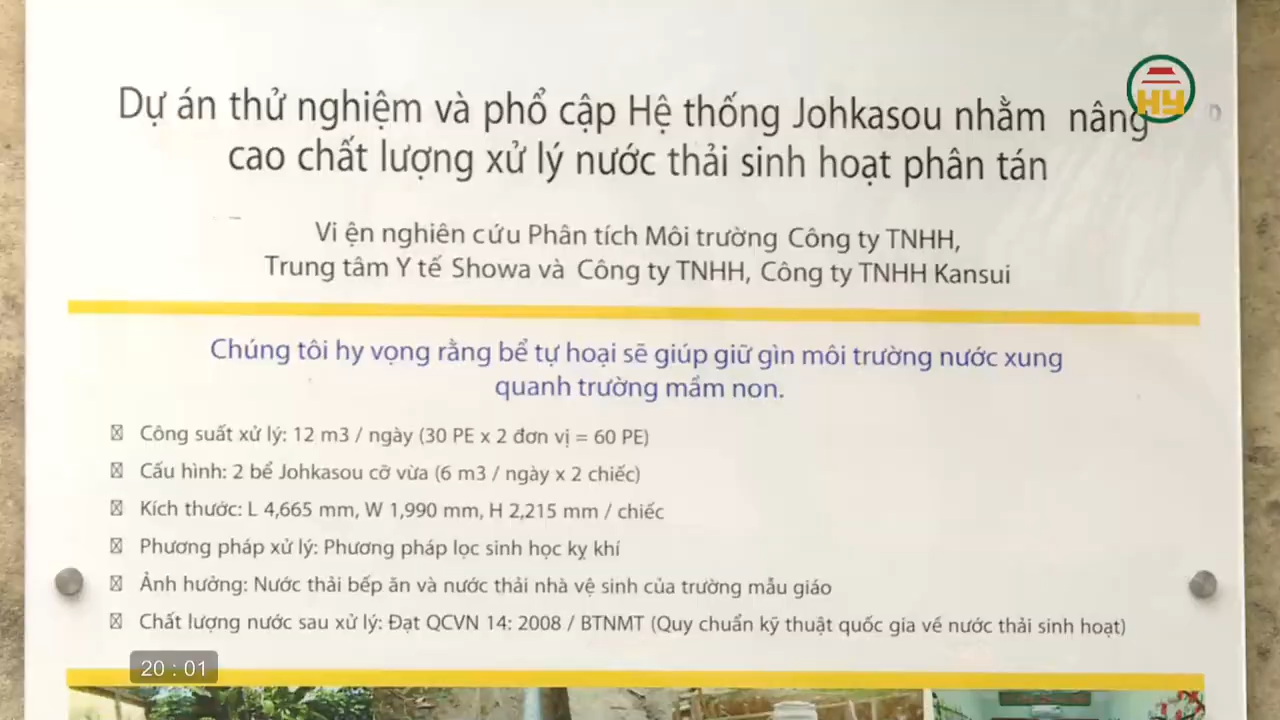 HY
Dự án thử nghiệm và phổ cập Hệ thống Johkasou nhằm nâng
cao chất lượng xử lý nước thải sinh hoạt phân tán
Vi ện nghiên cứu Phân tích Môi trường Công ty TNHH,
Trung tâm Y tế Showa và Công ty TNHH, Công ty TNHH Kansui
Chúng tôi hy vọng rằng bể tự hoại sẽ giúp giữ gìn môi trường nước xung
quanh trường mầm non.
Công suất xử lý: 12 m3 / ngày (30 PE x 2 đơn vị = 60 PE)
Cấu hình: 2 bể Johkasou cỡ vừa (6 m3 / ngày x 2 chiếc)
Kích thước: L 4,665 mm, W 1,990 mm, H 2,215 mm / chiếc
Phương pháp xử lý: Phương pháp lọc sinh học kỵ khí
Ảnh hưởng: Nước thải bếp ăn và nước thải nhà vệ sinh của trường mẫu giáo
Chất lượng nước sau xử lý: Đạt QCVN 14: 2008 / BTNMT (Quy chuẩn kỹ thuật quốc gia về nước thải sinh hoạt)
20 : 01